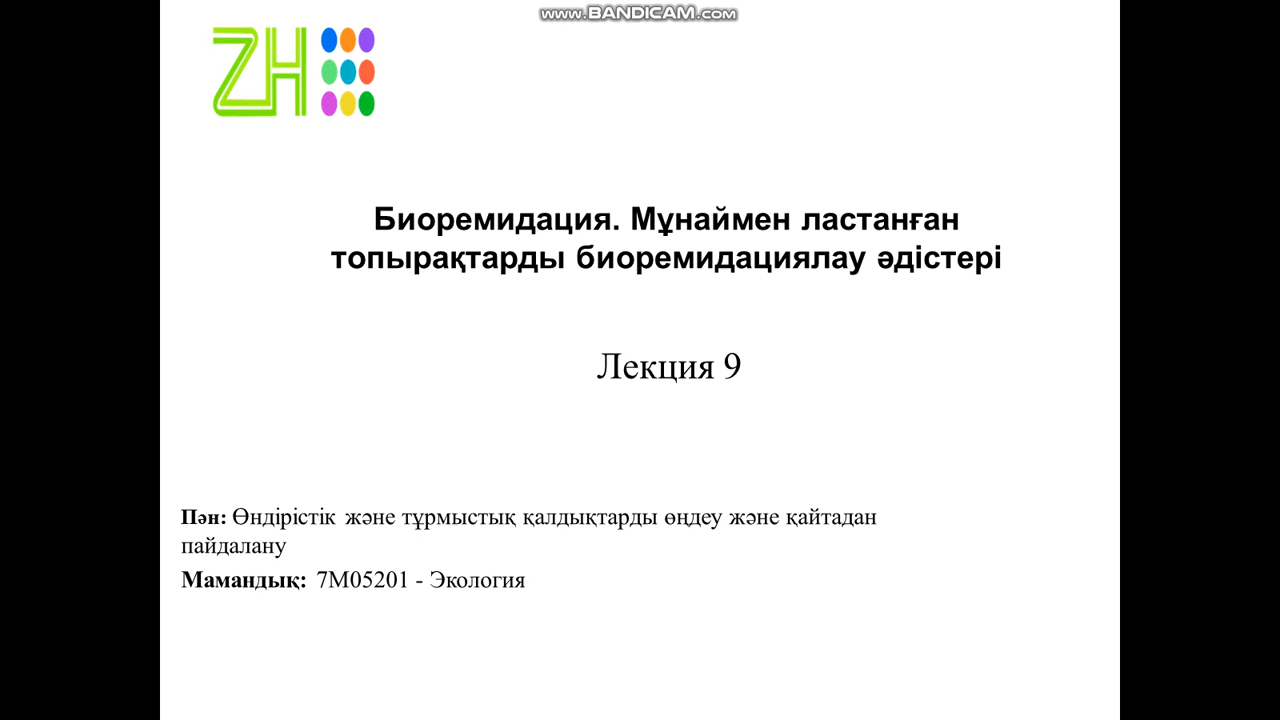 www.BANDICAM.com
ZH
Биоремидация. Мұнаймен ластанған
топырақтарды биоремидациялау әдістері
Лекция 9
Пән: Өндірістік және тұрмыстық қалдықтарды өңдеу және қайтадан
пайдалану
Мамандық: 7М05201 - Экология